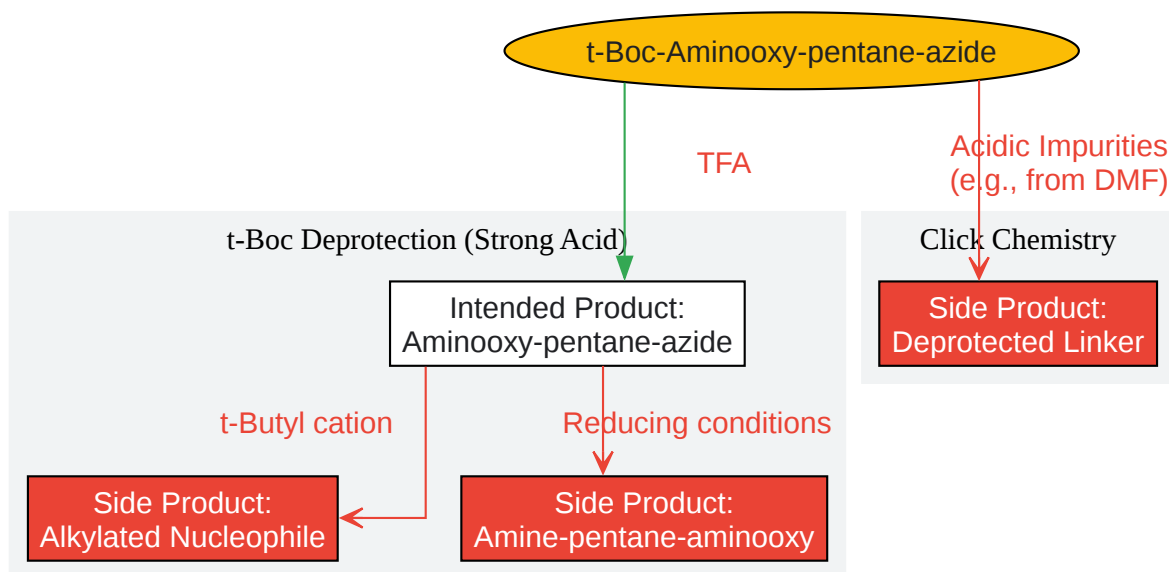 t-Boc-Aminooxy-pentane-azide
TFA
Acidic Impurities
(e.g., from DMF)
t-Boc Deprotection (Strong Acid)
Click Chemistry
Intended Product:
Aminooxy-pentane-azide
Side Product:
Deprotected Linker
t-Butyl cation
Reducing conditions
Side Product:
Alkylated Nucleophile
Side Product:
Amine-pentane-aminooxy